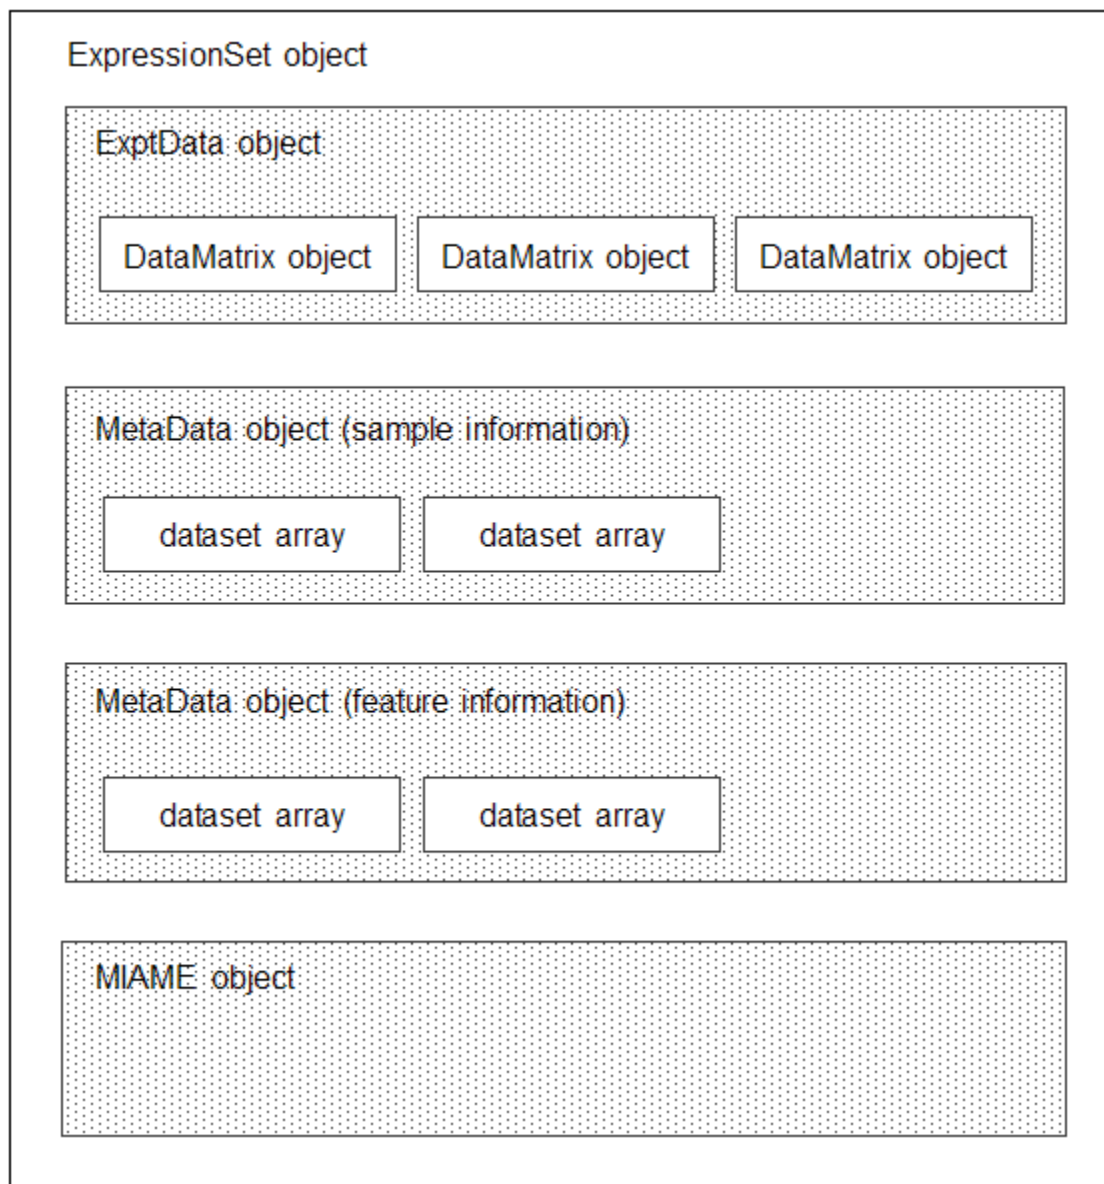 ExpressionSet object
ExptData object
DataMatrix object DataMatrix object DataMatrix object
MetaData object (sample information)
dataset array dataset array
MetaData object (feature information)
dataset array dataset array
MIAME object